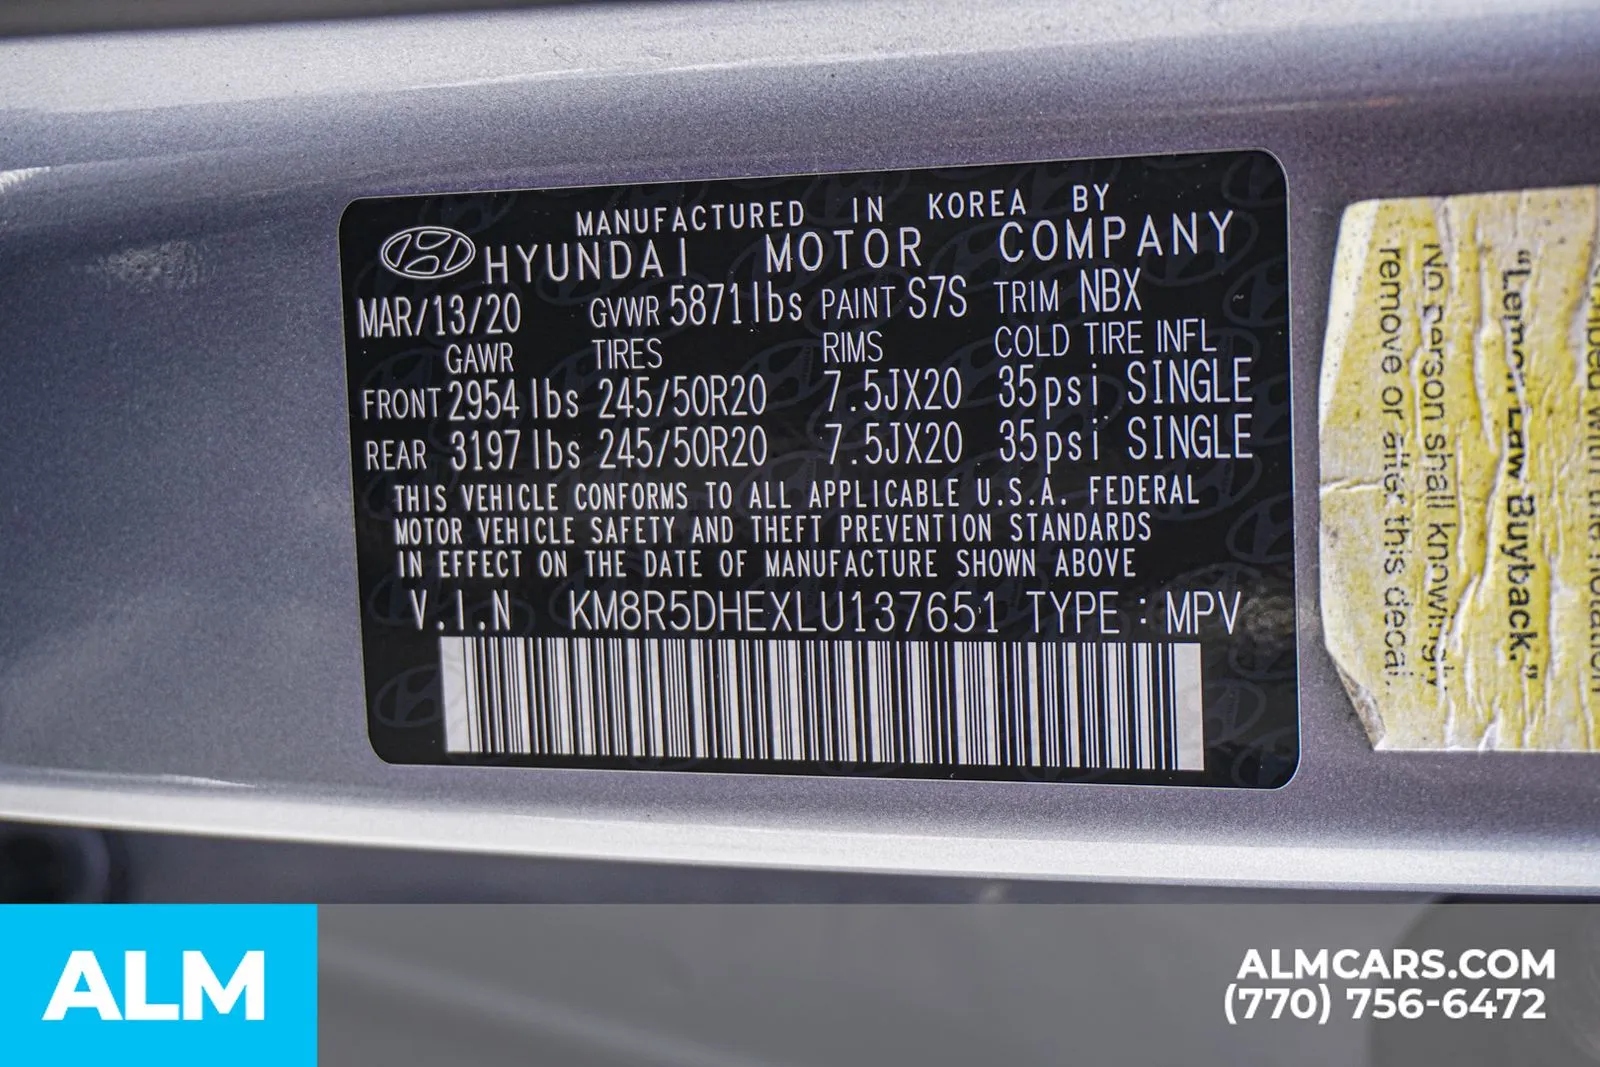 MANUFACTURED IN KOREA BY
HYUNDAI MOTOR COMPANY
MAR/13/20 GVWR 5871lbs PAINT S7S TRIM NBX
GAWR TIRES RIMS COLD TIRE INFL
FRONT 2954 lbs 245/50R20 7.5JX20 35psi SINGLE
REAR 3197 lbs 245/50R20 7.5JX20 35psi SINGLE
THIS VEHICLE CONFORMS TO ALL APPLICABLE U.S.A. FEDERAL
MOTOR VEHICLE SAFETY AND THEFT PREVENTION STANDARDS
IN EFFECT ON THE DATE OF MANUFACTURE SHOWN ABOVE
V.I.N KM8R5DHEXLU137651 TYPE : MPV
with the notation
"Lemon Law Buyback."
No person shall knowingly
remove or alter this decal.
ALM
ALMCARS.COM
(770) 756-6472